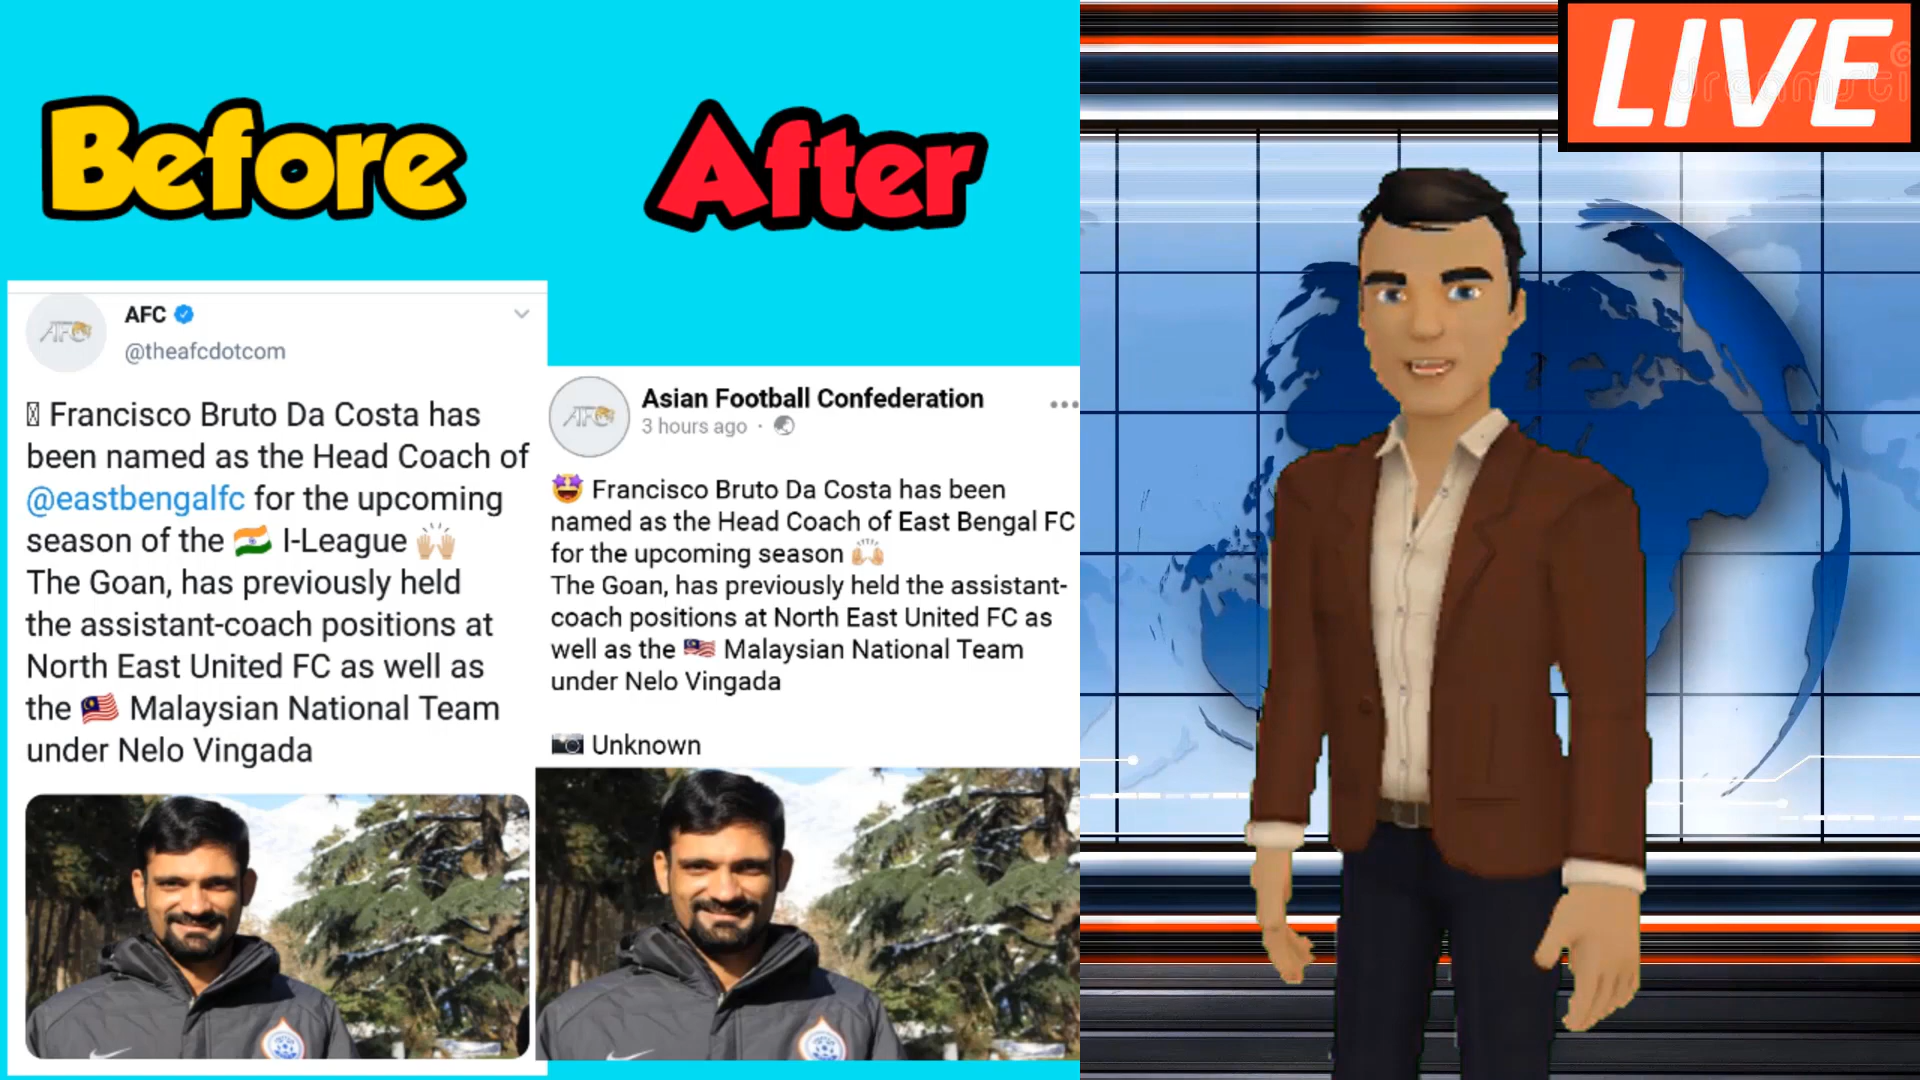 Before
After
LIVE
dreamsti
AFC
@theafcdotcom
AFC
Francisco Bruto Da Costa has
been named as the Head Coach of
@eastbengalfc for the upcoming
season of the 🇮🇳 I-League 🙌🏼
The Goan, has previously held
the assistant-coach positions at
North East United FC as well as
the 🇲🇾 Malaysian National Team
under Nelo Vingada
AFC
Asian Football Confederation
3 hours ago ·
🤩 Francisco Bruto Da Costa has been
named as the Head Coach of East Bengal FC
for the upcoming season 🙌🏼
The Goan, has previously held the assistant-
coach positions at North East United FC as
well as the 🇲🇾 Malaysian National Team
under Nelo Vingada
📷 Unknown